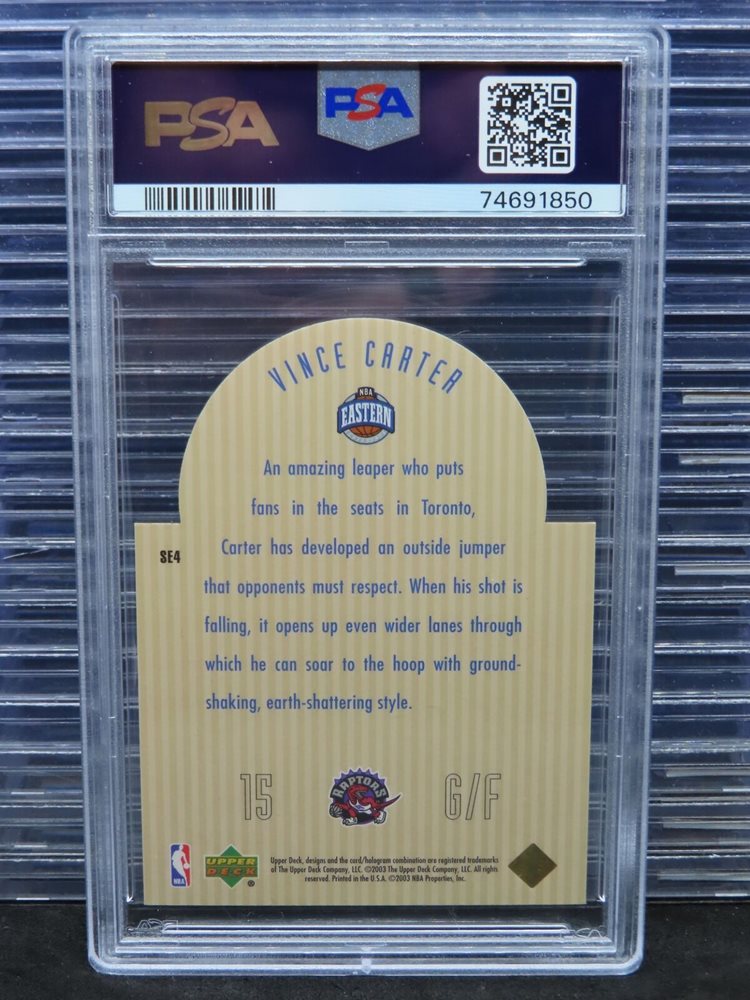 PSA
PSA
74691850
VINCE CARTER
NBA
EASTERN
An amazing leaper who puts
fans in the seats in Toronto,
Carter has developed an outside jumper
SE4
that opponents must respect. When his shot is
falling, it opens up even wider lanes through
which he can soar to the hoop with ground-
shaking, earth-shattering style.
15
RAPTORS
G/F
NBA
UPPER
DECK
®
Upper Deck, designs and the card/hologram combination are registered trademarks
of The Upper Deck Company, LLC. ©2003 The Upper Deck Company, LLC. All rights
reserved. Printed in the U.S.A. ©2003 NBA Properties, Inc.